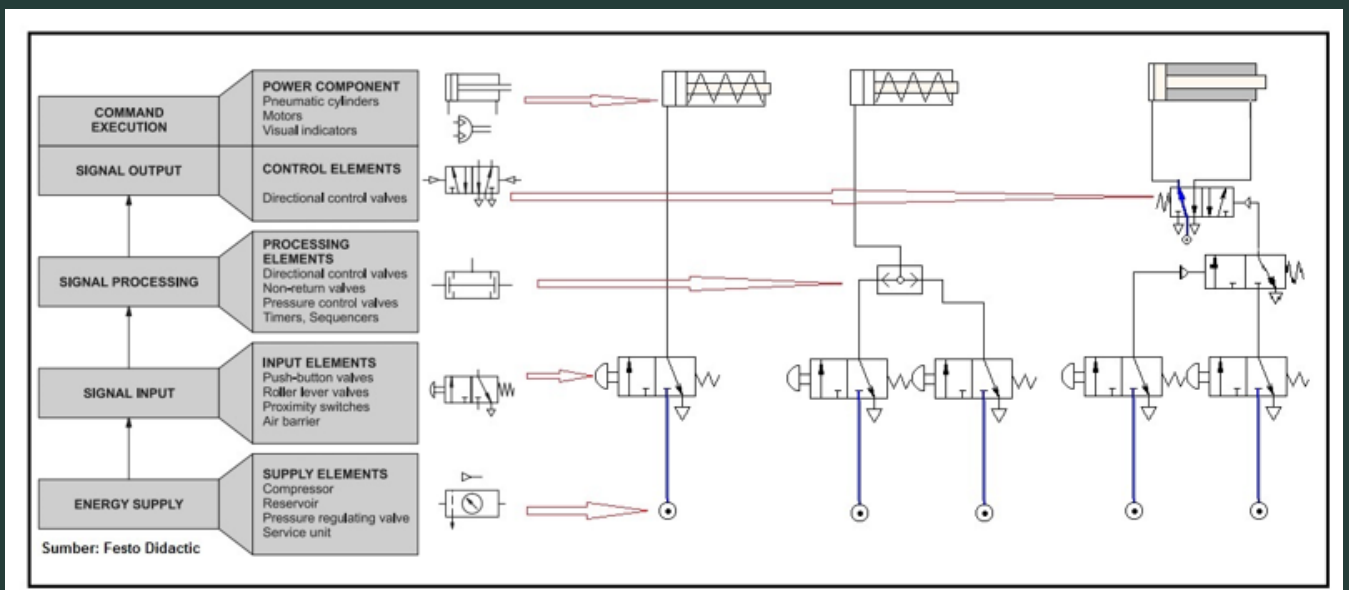 COMMAND
EXECUTION
POWER COMPONENT
Pneumatic cylinders
Motors
Visual indicators
SIGNAL OUTPUT
CONTROL ELEMENTS
Directional control valves
SIGNAL PROCESSING
PROCESSING
ELEMENTS
Directional control valves
Non-return valves
Pressure control valves
Timers, Sequencers
SIGNAL INPUT
INPUT ELEMENTS
Push-button valves
Roller lever valves
Proximity switches
Air barrier
ENERGY SUPPLY
SUPPLY ELEMENTS
Compressor
Reservoir
Pressure regulating valve
Service unit
Sumber: Festo Didactic